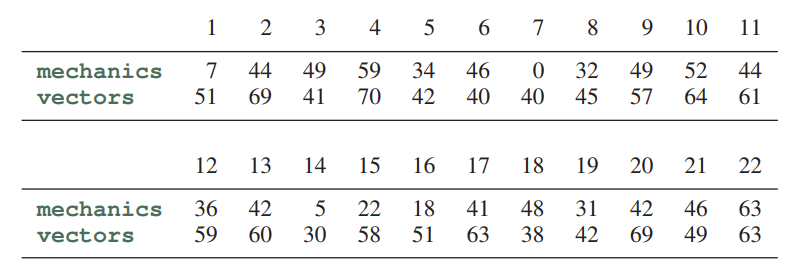 1 2 3 4 5 6 7 8 9 10 11
mechanics 7 44 49 59 34 46 0 32 49 52 44
vectors 51 69 41 70 42 40 40 45 57 64 61
12 13 14 15 16 17 18 19 20 21 22
mechanics 36 42 5 22 18 41 48 31 42 46 63
vectors 59 60 30 58 51 63 38 42 69 49 63